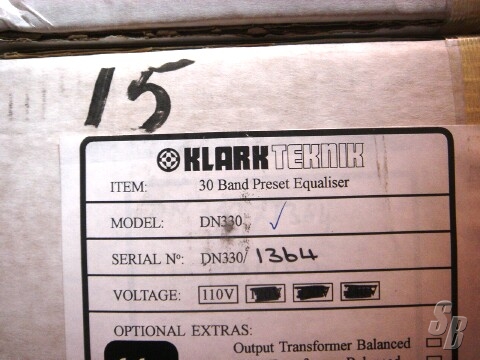 15
KLARK TEKNIK
ITEM: 30 Band Preset Equaliser
MODEL: DN330
SERIAL Nº: DN330/ 1364
VOLTAGE: 110V
OPTIONAL EXTRAS:
Output Transformer Balanced
Balanced
SB